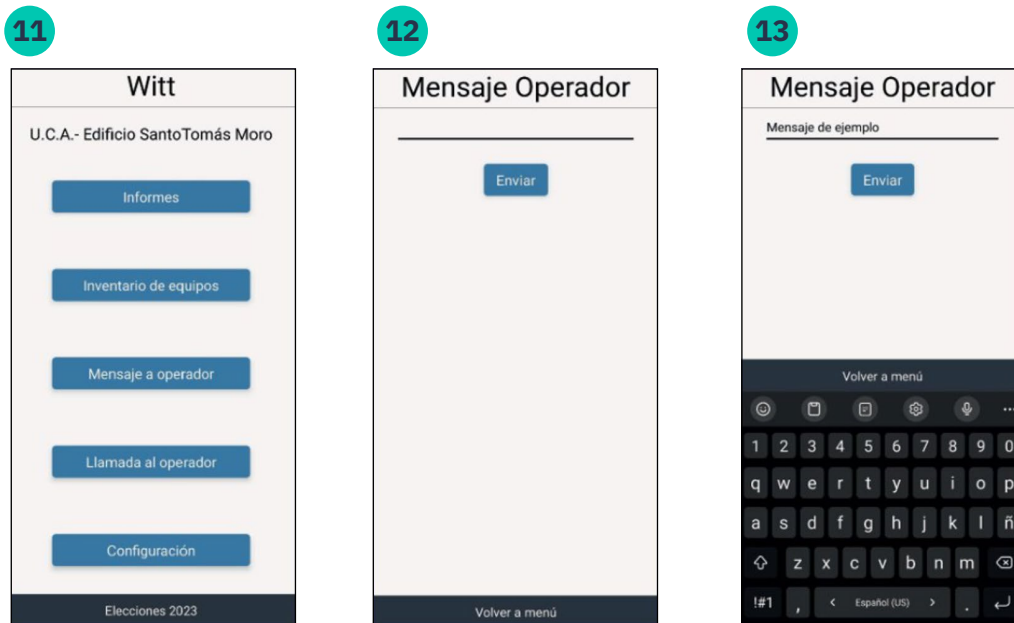 11
Witt
U.C.A.- Edificio SantoTomás Moro
Informes
Inventario de equipos
Mensaje a operador
Llamada al operador
Configuración
Elecciones 2023
12
Mensaje Operador
Enviar
Volver a menú
13
Mensaje Operador
Mensaje de ejemplo
Enviar
Volver a menú
1 2 3 4 5 6 7 8 9 0
q w e r t y u i o p
a s d f g h j k l ñ
z x c v b n m
!#1 , < Español (US) > .